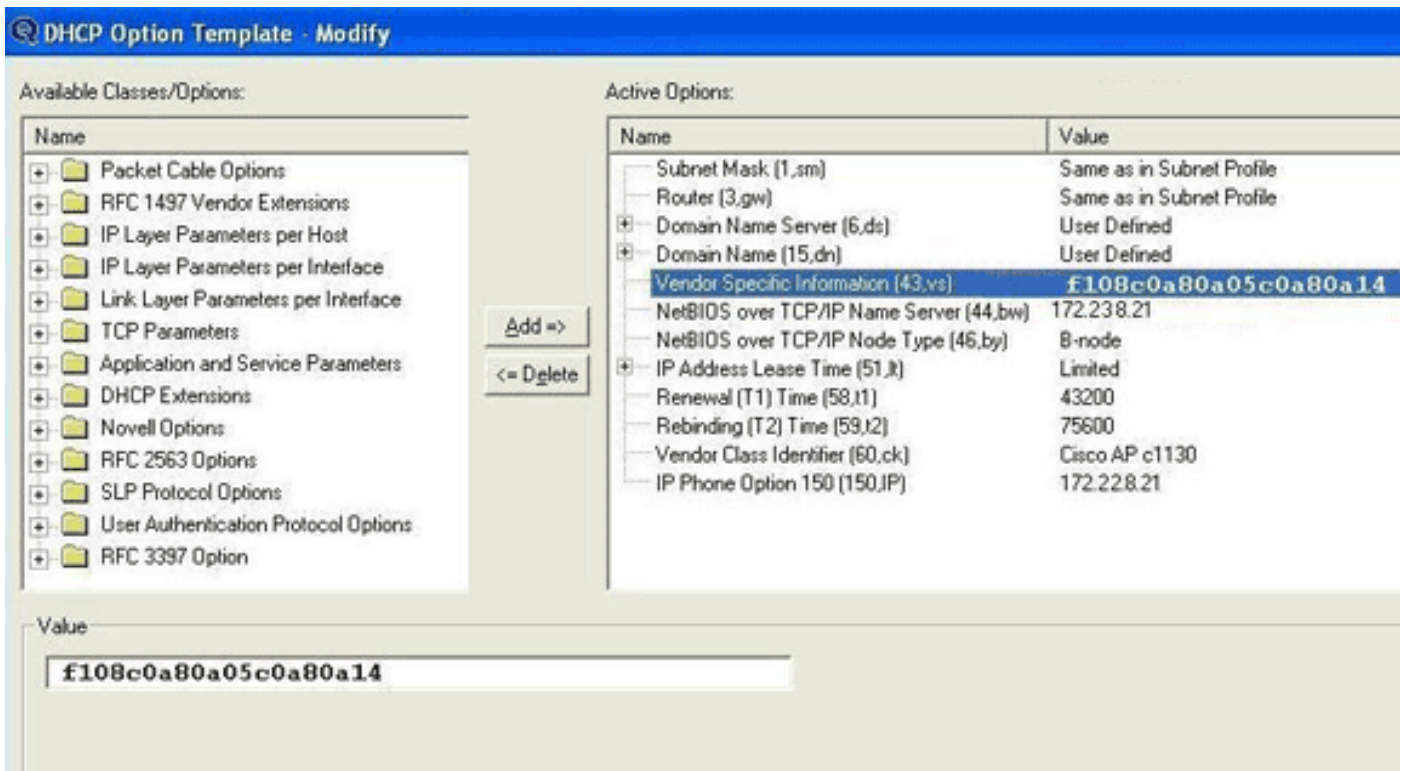 DHCP Option Template - Modify
Available Classes/Options:
Name
Packet Cable Options
RFC 1497 Vendor Extensions
IP Layer Parameters per Host
IP Layer Parameters per Interface
Link Layer Parameters per Interface
TCP Parameters
Application and Service Parameters
DHCP Extensions
Novell Options
RFC 2563 Options
SLP Protocol Options
User Authentication Protocol Options
RFC 3397 Option
Add =>
<= Delete
Active Options:
Name Value
Subnet Mask (1,sm) Same as in Subnet Profile
Router (3,gw) Same as in Subnet Profile
Domain Name Server (6,ds) User Defined
Domain Name (15,dn) User Defined
Vendor Specific Information (43,vs) f108c0a80a05c0a80a14
NetBIOS over TCP/IP Name Server (44,bw) 172.238.21
NetBIOS over TCP/IP Node Type (46,by) B-node
IP Address Lease Time (51,lt) Limited
Renewal (T1) Time (58,t1) 43200
Rebinding (T2) Time (59,t2) 75600
Vendor Class Identifier (60,ck) Cisco AP c1130
IP Phone Option 150 (150,IP) 172.22.8.21
Value
f108c0a80a05c0a80a14